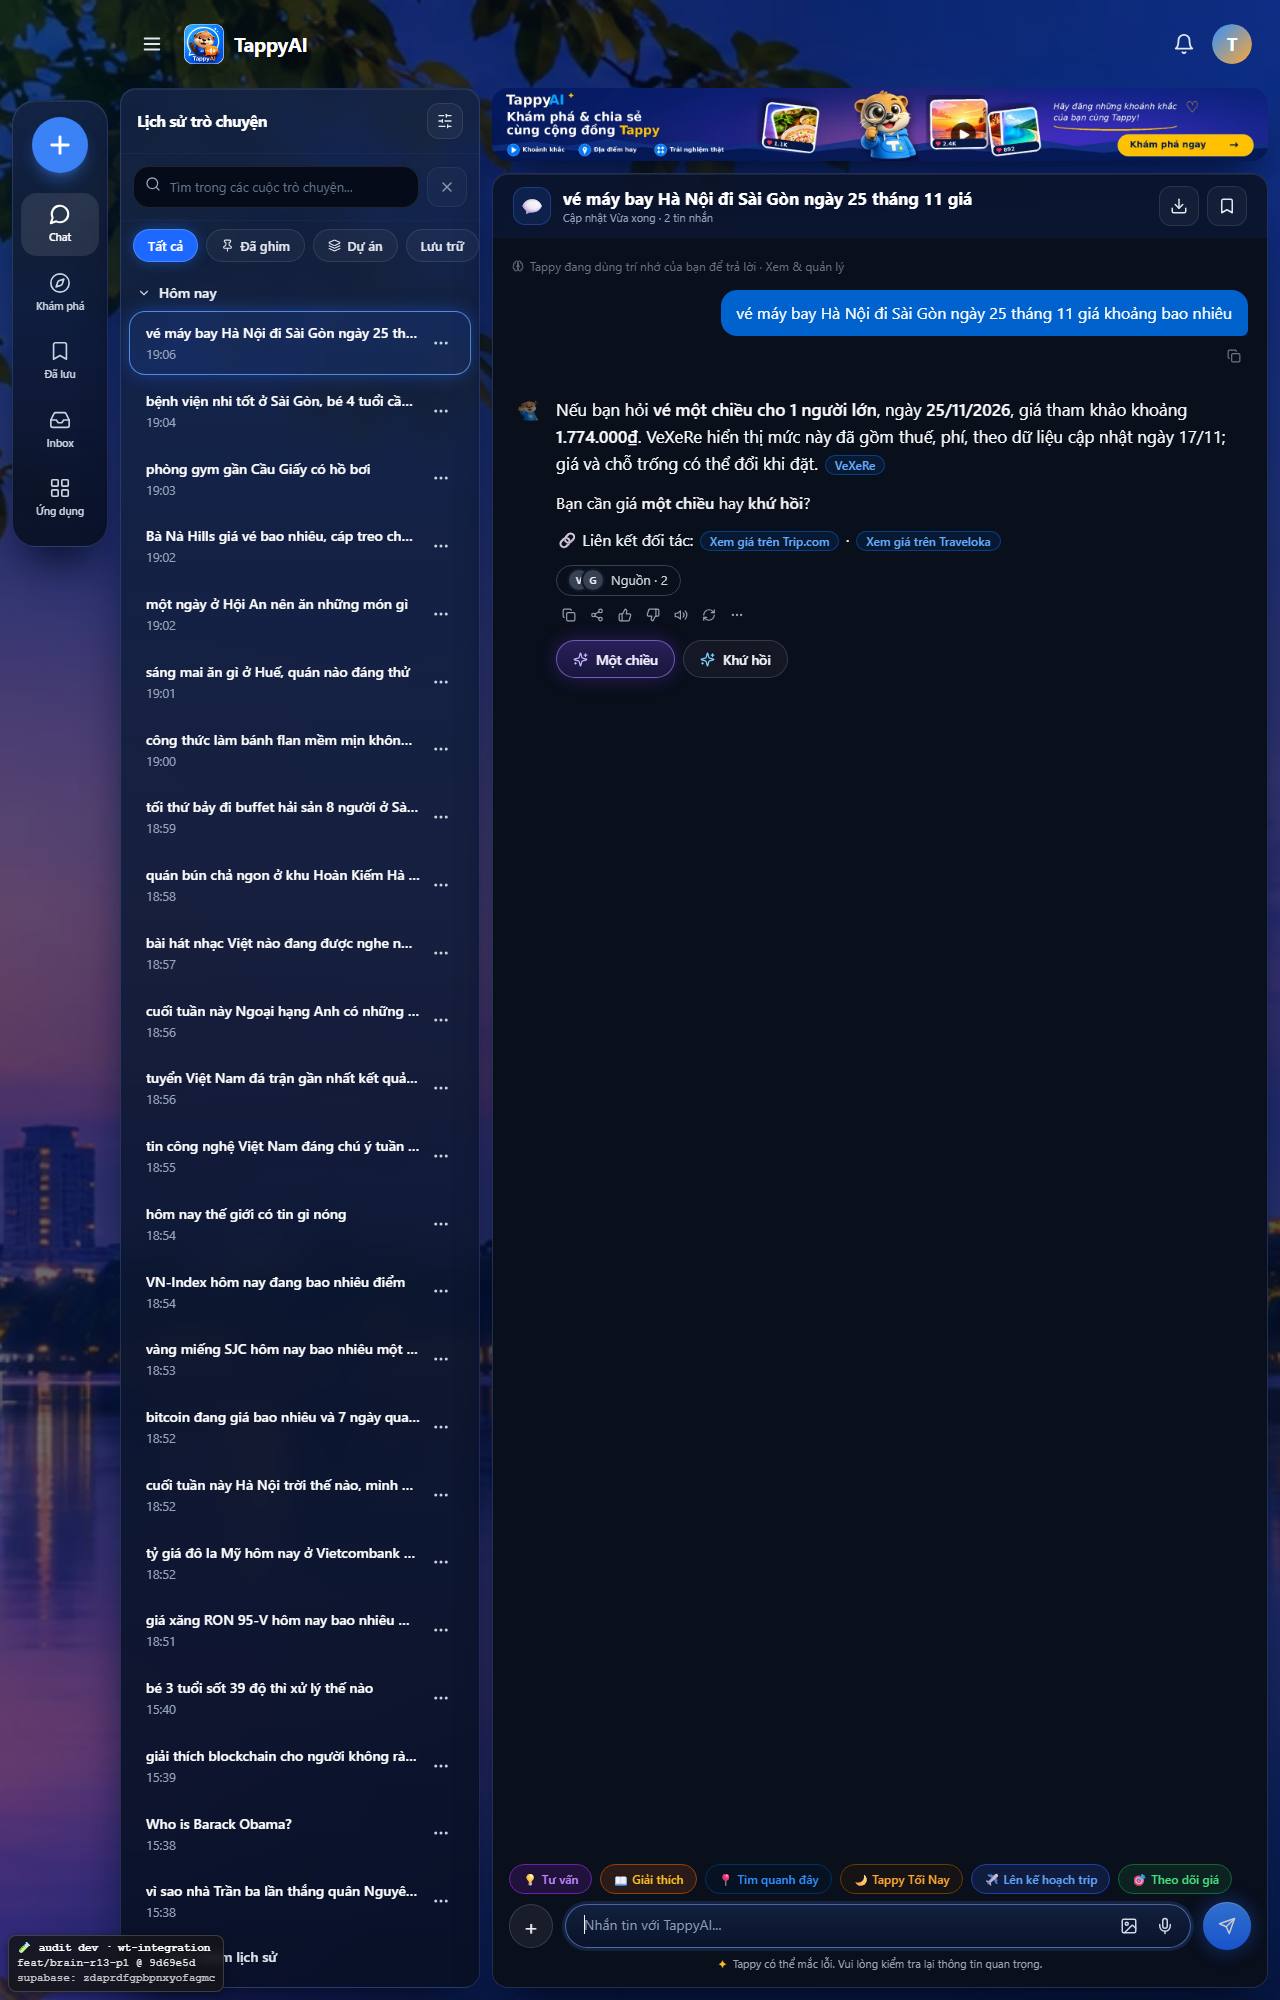 TappyAI
T
Chat
Khám phá
Đã lưu
Inbox
Ứng dụng
Lịch sử trò chuyện
Tìm trong các cuộc trò chuyện...
Tất cả
Đã ghim
Dự án
Lưu trữ
Hôm nay
vé máy bay Hà Nội đi Sài Gòn ngày 25 th...
19:06
bệnh viện nhi tốt ở Sài Gòn, bé 4 tuổi cầ...
19:04
phòng gym gần Cầu Giấy có hồ bơi
19:03
Bà Nà Hills giá vé bao nhiêu, cáp treo ch...
19:02
một ngày ở Hội An nên ăn những món gì
19:02
sáng mai ăn gì ở Huế, quán nào đáng thử
19:01
công thức làm bánh flan mềm mịn khôn...
19:00
tối thứ bảy đi buffet hải sản 8 người ở Sà...
18:59
quán bún chả ngon ở khu Hoàn Kiếm Hà ...
18:58
bài hát nhạc Việt nào đang được nghe n...
18:57
cuối tuần này Ngoại hạng Anh có những ...
18:56
tuyển Việt Nam đá trận gần nhất kết quả...
18:56
tin công nghệ Việt Nam đáng chú ý tuần ...
18:55
hôm nay thế giới có tin gì nóng
18:54
VN-Index hôm nay đang bao nhiêu điểm
18:54
vàng miếng SJC hôm nay bao nhiêu một ...
18:53
bitcoin đang giá bao nhiêu và 7 ngày qua...
18:52
cuối tuần này Hà Nội trời thế nào, mình ...
18:52
tỷ giá đô la Mỹ hôm nay ở Vietcombank ...
18:52
giá xăng RON 95-V hôm nay bao nhiêu ...
18:51
bé 3 tuổi sốt 39 độ thì xử lý thế nào
15:40
giải thích blockchain cho người không rà...
15:39
Who is Barack Obama?
15:38
vì sao nhà Trần ba lần thắng quân Nguyê...
15:38
lịch sử
audit dev · wt-integration
feat/brain-r13-p1 @ 9d69e5d
supabase: zdaprdfgpbpnxyofagmc
TappyAI
Khám phá & chia sẻ
cùng cộng đồng Tappy
Khoảnh khắc
Địa điểm hay
Trải nghiệm thật
1.1K
2.4K
892
Hãy đăng những khoảnh khắc
của bạn cùng Tappy!
Khám phá ngay →
vé máy bay Hà Nội đi Sài Gòn ngày 25 tháng 11 giá
Cập nhật Vừa xong · 2 tin nhắn
Tappy đang dùng trí nhớ của bạn để trả lời · Xem & quản lý
vé máy bay Hà Nội đi Sài Gòn ngày 25 tháng 11 giá khoảng bao nhiêu
Nếu bạn hỏi vé một chiều cho 1 người lớn, ngày 25/11/2026, giá tham khảo khoảng
1.774.000₫. VeXeRe hiển thị mức này đã gồm thuế, phí, theo dữ liệu cập nhật ngày 17/11;
giá và chỗ trống có thể đổi khi đặt. VeXeRe
Bạn cần giá một chiều hay khứ hồi?
Liên kết đối tác: Xem giá trên Trip.com · Xem giá trên Traveloka
V G Nguồn · 2
Một chiều
Khứ hồi
Tư vấn
Giải thích
Tìm quanh đây
Tappy Tối Nay
Lên kế hoạch trip
Theo dõi giá
Nhắn tin với TappyAI...
Tappy có thể mắc lỗi. Vui lòng kiểm tra lại thông tin quan trọng.